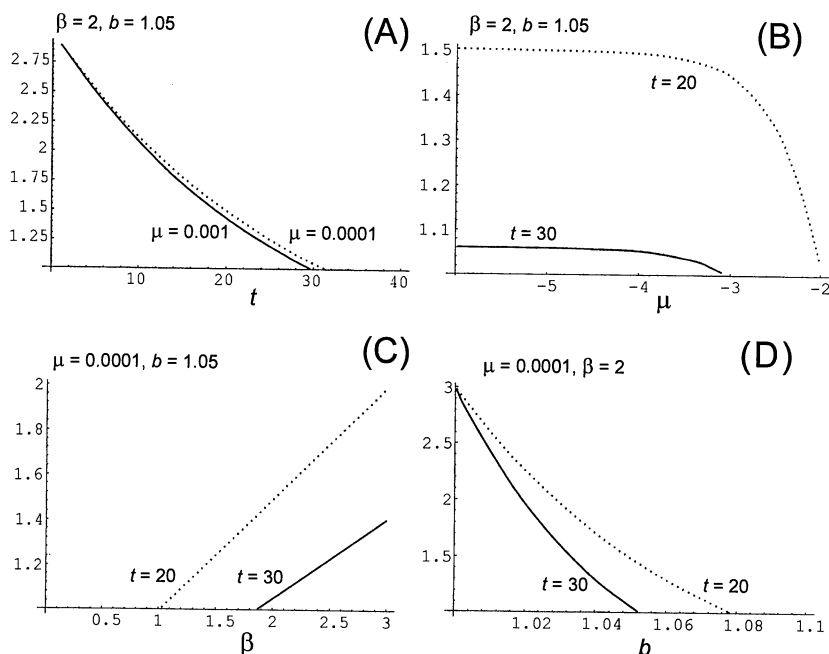 β = 2, b = 1.05
(A)
2.75
2.5
2.25
2
1.75
1.5
1.25
μ = 0.001
μ = 0.0001
10 20 30 40
t
β = 2, b = 1.05
(B)
1.5
1.4
1.3
1.2
1.1
t = 20
t = 30
-5 -4 -3 -2
μ
μ = 0.0001, b = 1.05
(C)
2
1.8
1.6
1.4
1.2
t = 20
t = 30
0.5 1 1.5 2 2.5 3
β
μ = 0.0001, β = 2
(D)
3
2.5
2
1.5
t = 30
t = 20
1.02 1.04 1.06 1.08 1.1
b